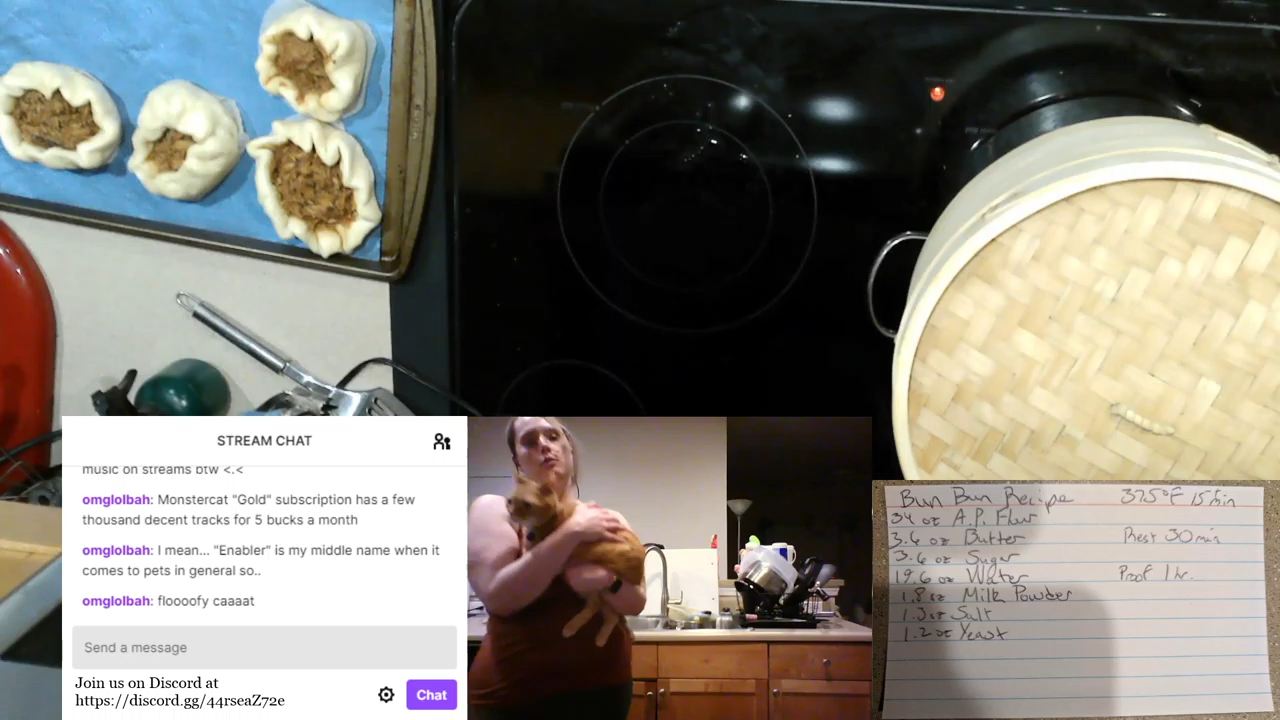 STREAM CHAT
music on streams btw <.<
omglolbah: Monstercat "Gold" subscription has a few
thousand decent tracks for 5 bucks a month
omglolbah: I mean... "Enabler" is my middle name when it
comes to pets in general so..
omglolbah: floooofy caaaat
Send a message
Join us on Discord at
https://discord.gg/44rseaZ72e
Chat
Bun Bun Recipe 375°F 15 min
34 oz A.P. Flour
3.6 oz Butter Rest 30 min
3.6 oz Sugar
19.6 oz Water Proof 1 hr.
1.8 oz Milk Powder
Salt
1.2 oz Yeast